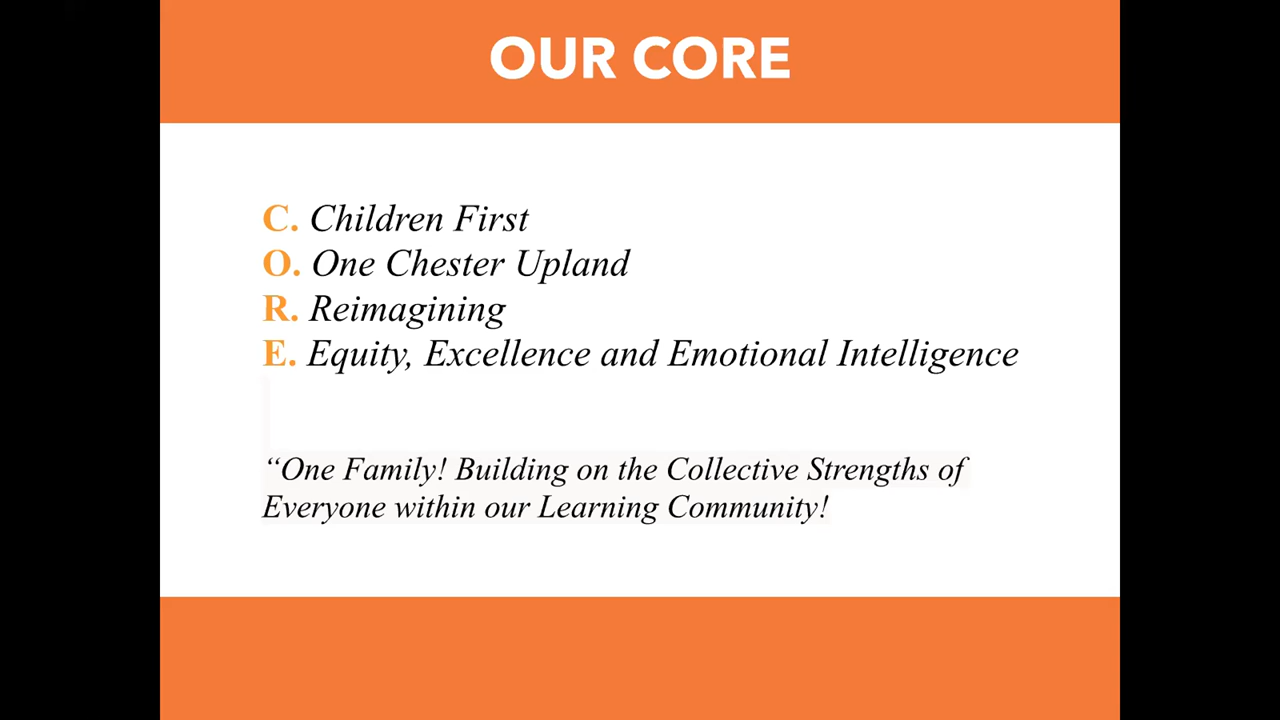 OUR CORE
C. Children First
O. One Chester Upland
R. Reimagining
E. Equity, Excellence and Emotional Intelligence
“One Family! Building on the Collective Strengths of
Everyone within our Learning Community!